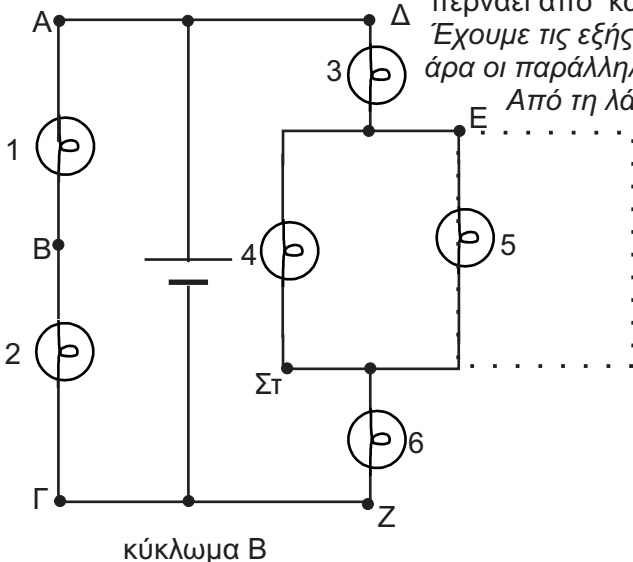 περνάει από
Έχουμε τις εξής
άρα οι παράλληλ
Από τη λά
Α
Δ
3
1
Ε
Β
4
5
2
Στ
6
Γ
Ζ
κύκλωμα Β